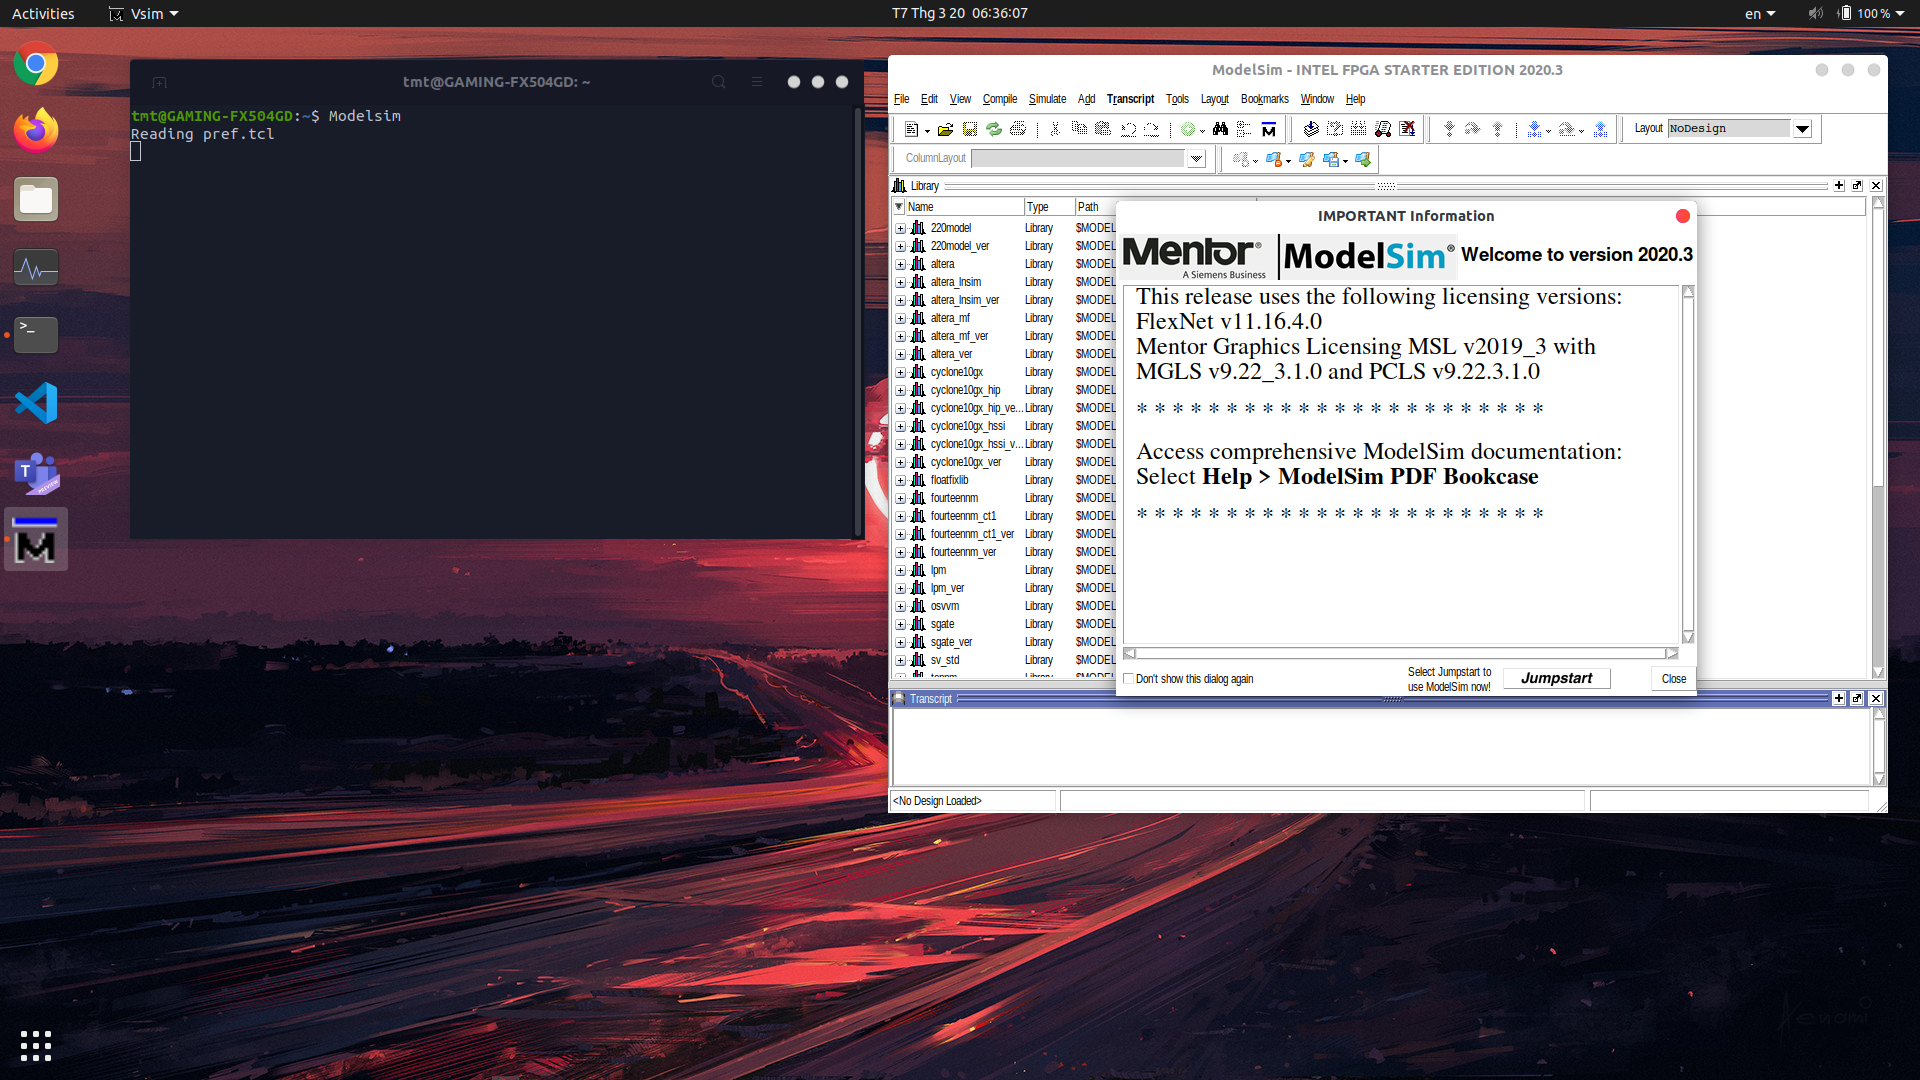 Activities
Vsim
T7 Thg 3 20 06:36:07
en
100 %
tmt@GAMING-FX504GD: ~
tmt@GAMING-FX504GD:~$ Modelsim
Reading pref.tcl
ModelSim - INTEL FPGA STARTER EDITION 2020.3
File Edit View Compile Simulate Add Transcript Tools Layout Bookmarks Window Help
Layout NoDesign
ColumnLayout
Library
Name Type Path
220model Library $MODEL
220model_ver Library $MODEL
altera Library $MODEL
altera_lnsim Library $MODEL
altera_lnsim_ver Library $MODEL
altera_mf Library $MODEL
altera_mf_ver Library $MODEL
altera_ver Library $MODEL
cyclone10gx Library $MODEL
cyclone10gx_hip Library $MODEL
cyclone10gx_hip_ve... Library $MODEL
cyclone10gx_hssi Library $MODEL
cyclone10gx_hssi_v... Library $MODEL
cyclone10gx_ver Library $MODEL
floatfixlib Library $MODEL
fourteennm Library $MODEL
fourteennm_ct1 Library $MODEL
fourteennm_ct1_ver Library $MODEL
fourteennm_ver Library $MODEL
lpm Library $MODEL
lpm_ver Library $MODEL
osvvm Library $MODEL
sgate Library $MODEL
sgate_ver Library $MODEL
sv_std Library $MODEL
IMPORTANT Information
Mentor®
A Siemens Business
ModelSim®
Welcome to version 2020.3
This release uses the following licensing versions:
FlexNet v11.16.4.0
Mentor Graphics Licensing MSL v2019_3 with
MGLS v9.22_3.1.0 and PCLS v9.22.3.1.0
* * * * * * * * * * * * * * * * * * * * * * *
Access comprehensive ModelSim documentation:
Select Help > ModelSim PDF Bookcase
* * * * * * * * * * * * * * * * * * * * * * *
Don't show this dialog again
Select Jumpstart to
use ModelSim now!
Jumpstart
Close
Transcript
<No Design Loaded>